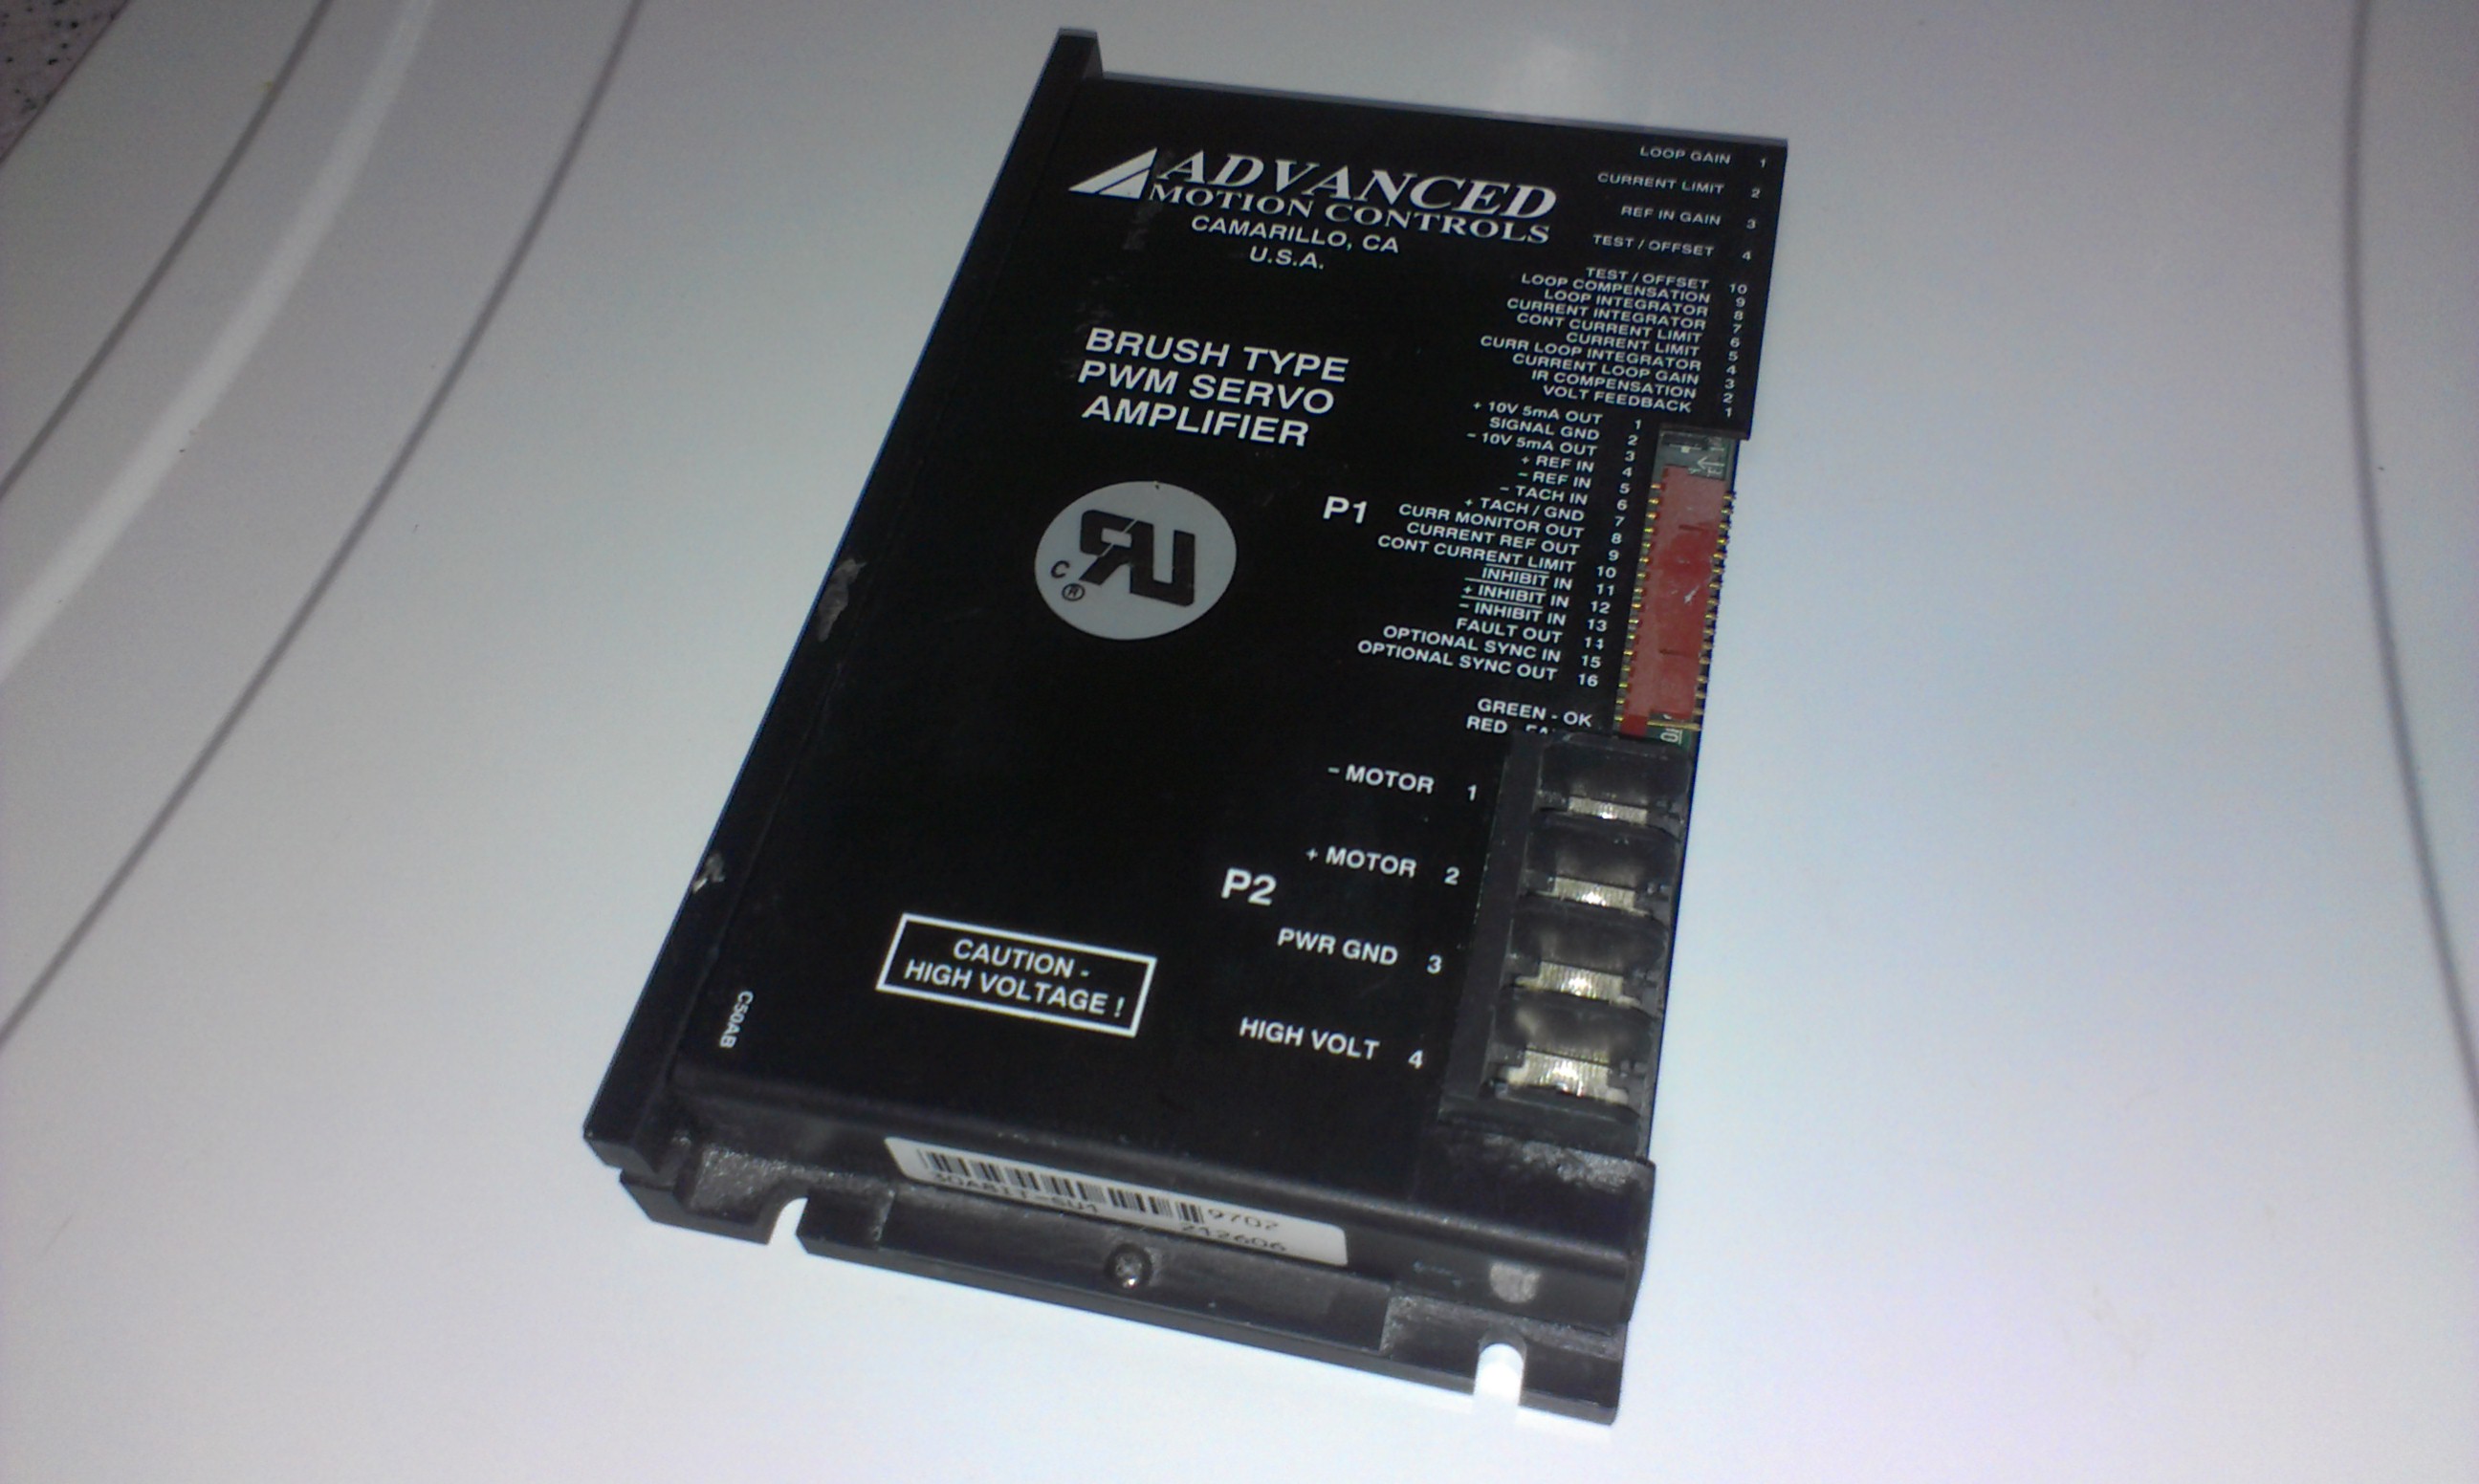 ADVANCED
MOTION CONTROLS
CAMARILLO, CA
U.S.A.
BRUSH TYPE
PWM SERVO
AMPLIFIER
C
®
LOOP GAIN 1
CURRENT LIMIT 2
REF IN GAIN 3
TEST / OFFSET 4
TEST / OFFSET 10
LOOP COMPENSATION 9
LOOP INTEGRATOR 8
CURRENT INTEGRATOR 7
CONT CURRENT LIMIT 6
CURRENT LIMIT 5
CURR LOOP INTEGRATOR 4
CURRENT LOOP GAIN 3
IR COMPENSATION 2
VOLT FEEDBACK 1
P1
+ 10V 5mA OUT 1
SIGNAL GND 2
- 10V 5mA OUT 3
+ REF IN 4
- REF IN 5
- TACH IN 6
+ TACH / GND 7
CURR MONITOR OUT 8
CURRENT REF OUT 9
CONT CURRENT LIMIT 10
INHIBIT IN 11
+ INHIBIT IN 12
- INHIBIT IN 13
FAULT OUT 14
OPTIONAL SYNC IN 15
OPTIONAL SYNC OUT 16
GREEN - OK
RED
P2
- MOTOR 1
+ MOTOR 2
PWR GND 3
HIGH VOLT 4
CAUTION -
HIGH VOLTAGE !
C50AB
9702
30A81T-6U1 212606